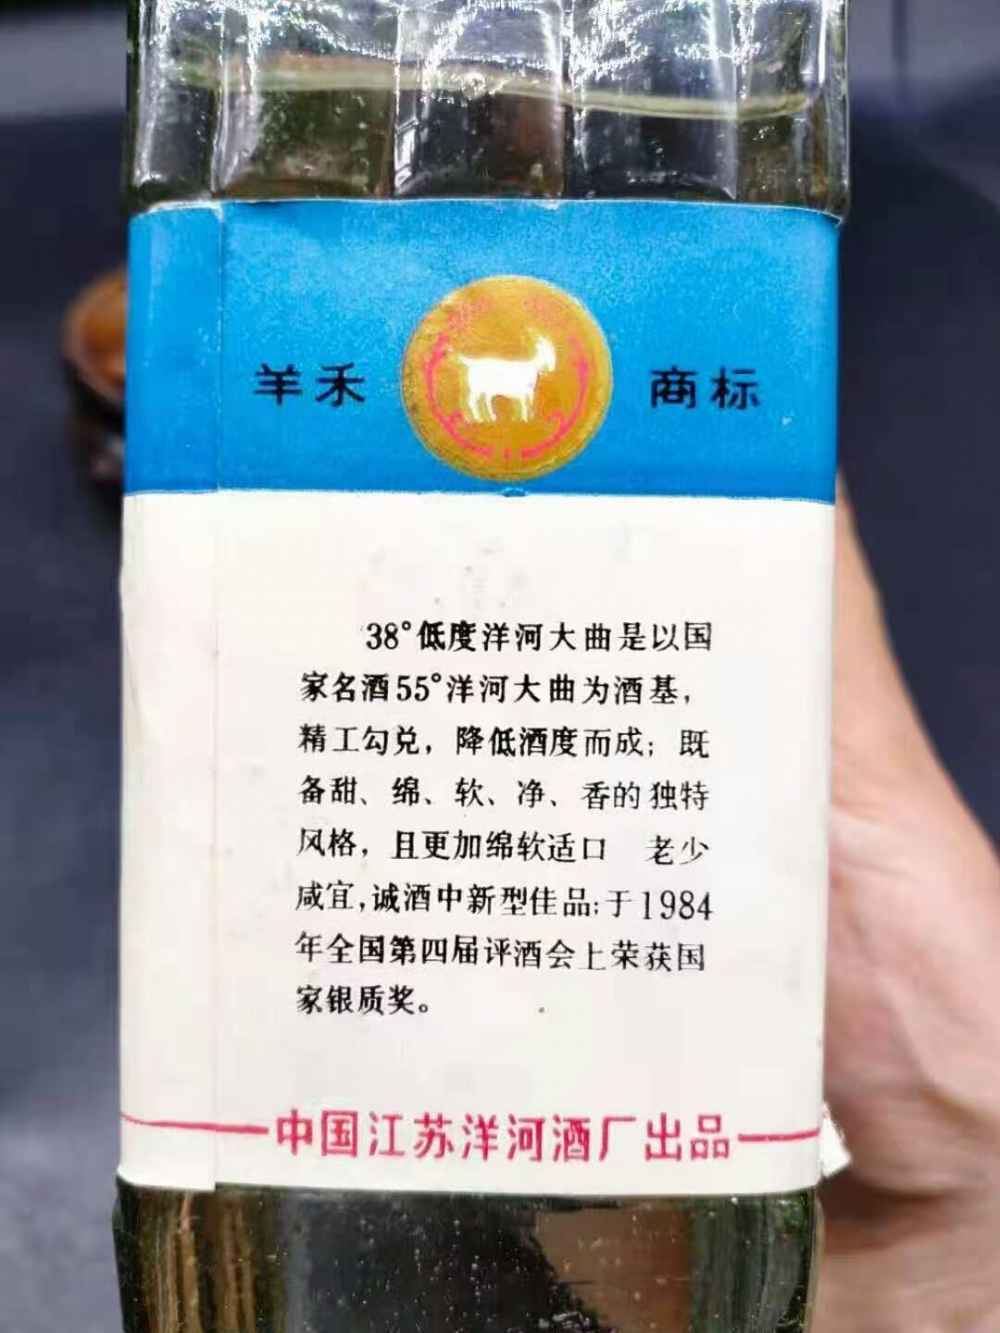 羊禾 商标
38°低度洋河大曲是以国
家名酒55°洋河大曲为酒基，
精工勾兑，降低酒度而成；既
备甜、绵、软、净、香的独特
风格，且更加绵软适口 老少
咸宜，诚酒中新型佳品；于1984
年全国第四届评酒会上荣获国
家银质奖。
中国江苏洋河酒厂出品